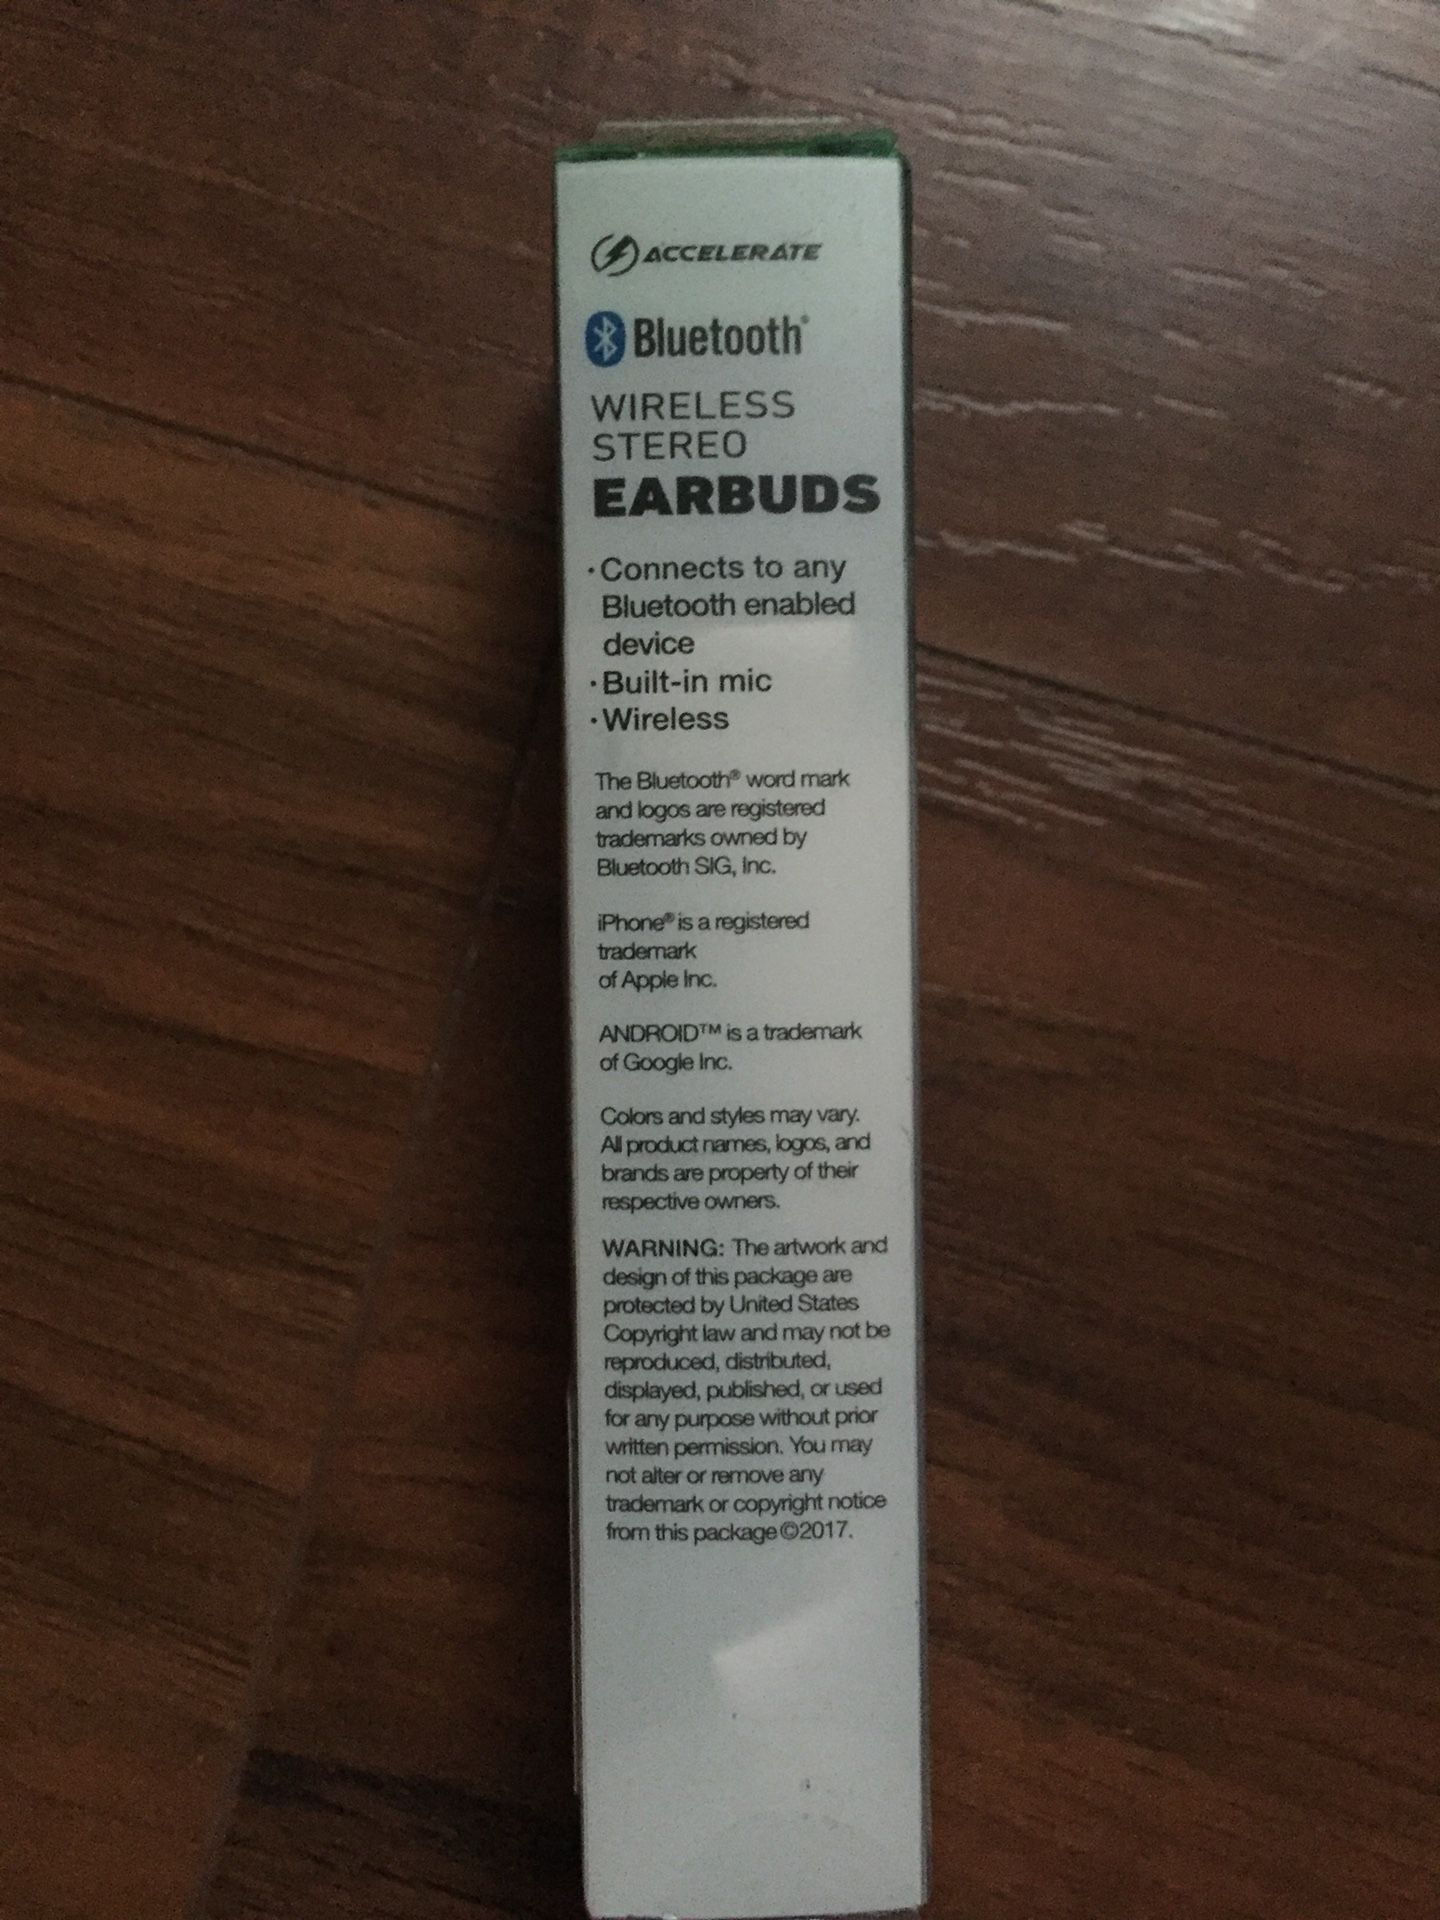 ACCELERATE
Bluetooth®
WIRELESS
STEREO
EARBUDS
· Connects to any
Bluetooth enabled
device
· Built-in mic
· Wireless
The Bluetooth® word mark
and logos are registered
trademarks owned by
Bluetooth SIG, Inc.
iPhone® is a registered
trademark
of Apple Inc.
ANDROID™ is a trademark
of Google Inc.
Colors and styles may vary.
All product names, logos, and
brands are property of their
respective owners.
WARNING: The artwork and
design of this package are
protected by United States
Copyright law and may not be
reproduced, distributed,
displayed, published, or used
for any purpose without prior
written permission. You may
not alter or remove any
trademark or copyright notice
from this package©2017.